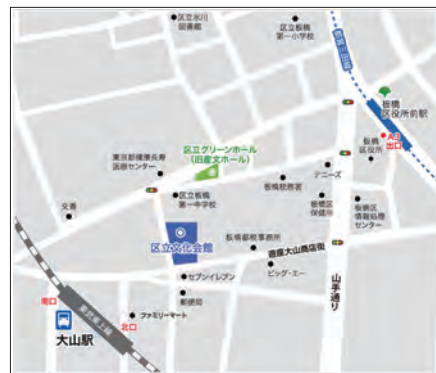 区立氷川
図書館
区立板橋
第一小学校
都営三田線
板橋
区役所前駅
A3
出口
板橋
区役所
区立グリーンホール
(旧産文ホール)
東京都健康長寿
医療センター
デニーズ
板橋税務署
板橋区
保健所
区立板橋
第一中学校
交番
板橋区
情報処理
センター
区立文化会館
板橋都税事務所
遊座大山商店街
山手通り
セブンイレブン
ビッグ・エー
郵便局
東武東上線
南口
北口
ファミリーマート
大山駅